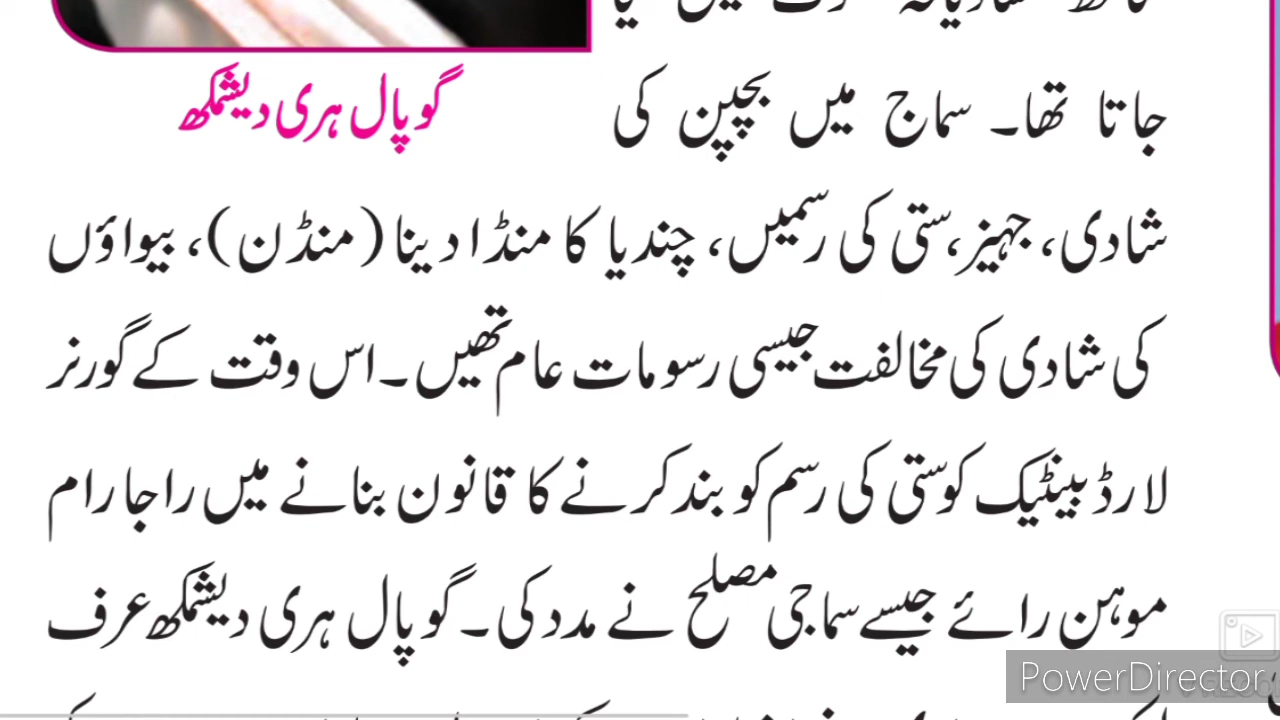 گوپال ہری دیشمکھ
جاتا تھا۔ سماج میں بچپن کی
شادی، جہیز، ستی کی رسمیں، چندیا کا منڈا دینا (منڈن)، بیواؤں
کی شادی کی مخالفت جیسی رسومات عام تھیں۔ اس وقت کے گورنر
لارڈ بینٹیک کو ستی کی رسم کو بند کرنے کا قانون بنانے میں راجا رام
موہن رائے جیسے سماجی مصلح نے مدد کی۔ گوپال ہری دیشمکھ عرف
PowerDirector